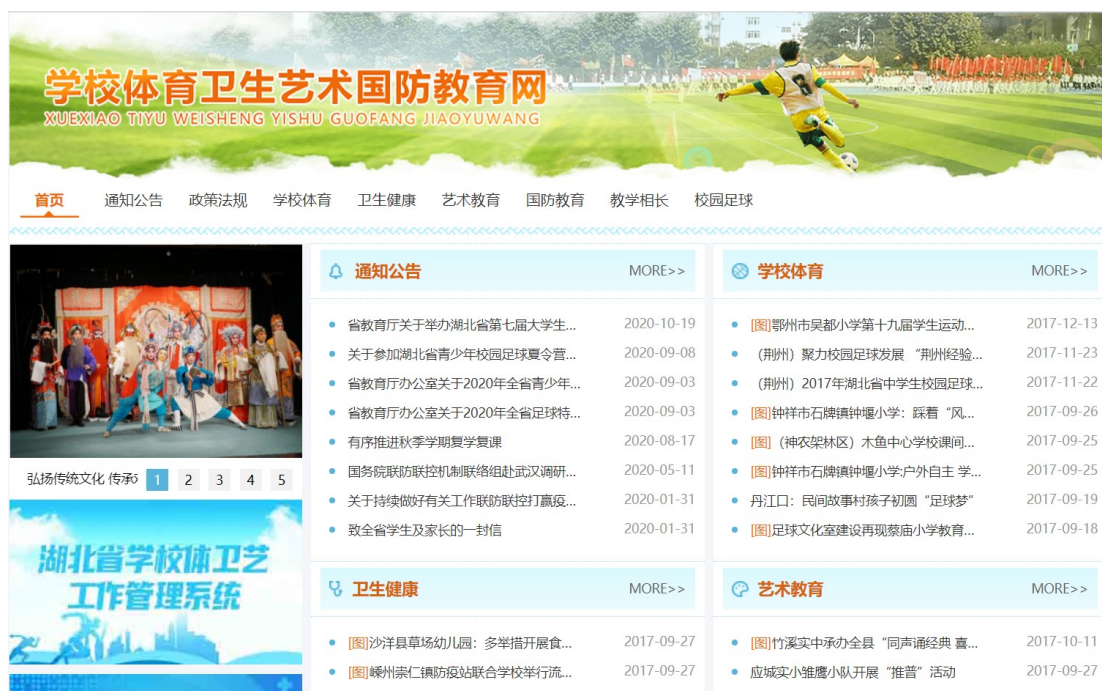 学校体育卫生艺术国防教育网
XUEXIAO TIYU WEISHENG YISHU GUOFANG JIAOYUWANG
首页 通知公告 政策法规 学校体育 卫生健康 艺术教育 国防教育 教学相长 校园足球
弘扬传统文化 传承 1 2 3 4 5
湖北省学校体卫艺
工作管理系统
通知公告 MORE>>
省教育厅关于举办湖北省第七届大学生... 2020-10-19
关于参加湖北省青少年校园足球夏令营... 2020-09-08
省教育厅办公室关于2020年全省青少年... 2020-09-03
省教育厅办公室关于2020年全省足球特... 2020-09-03
有序推进秋季学期复学复课 2020-08-17
国务院联防联控机制联络组赴武汉调研... 2020-05-11
关于持续做好有关工作联防联控打赢疫... 2020-01-31
致全省学生及家长的一封信 2020-01-31
学校体育 MORE>>
[图]鄂州市吴都小学第十九届学生运动... 2017-12-13
（荆州）聚力校园足球发展 “荆州经验... 2017-11-23
（荆州）2017年湖北省中学生校园足球... 2017-11-22
[图]钟祥市石牌镇钟堰小学：踩着“风... 2017-09-26
[图]（神农架林区）木鱼中心学校课间... 2017-09-25
[图]钟祥市石牌镇钟堰小学:户外自主 学... 2017-09-25
丹江口：民间故事村孩子初圆“足球梦” 2017-09-19
[图]足球文化室建设再现蔡庙小学教育... 2017-09-18
卫生健康 MORE>>
[图]沙洋县草场幼儿园：多举措开展食... 2017-09-27
[图]嵊州崇仁镇防疫站联合学校举行流... 2017-09-27
艺术教育 MORE>>
[图]竹溪实中承办全县“同声诵经典 喜... 2017-10-11
应城实小雏鹰小队开展“推普”活动 2017-09-27